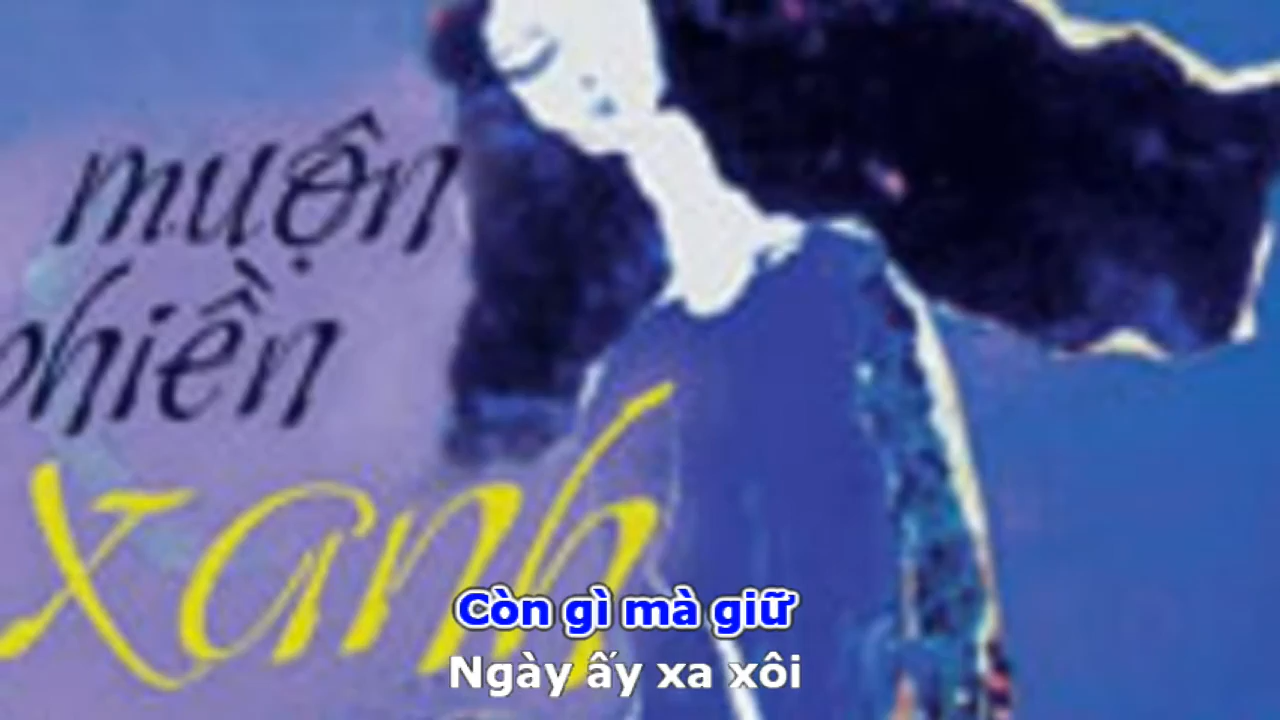 muộn
phiền
xanh
Còn gì mà giữ
Ngày ấy xa xôi